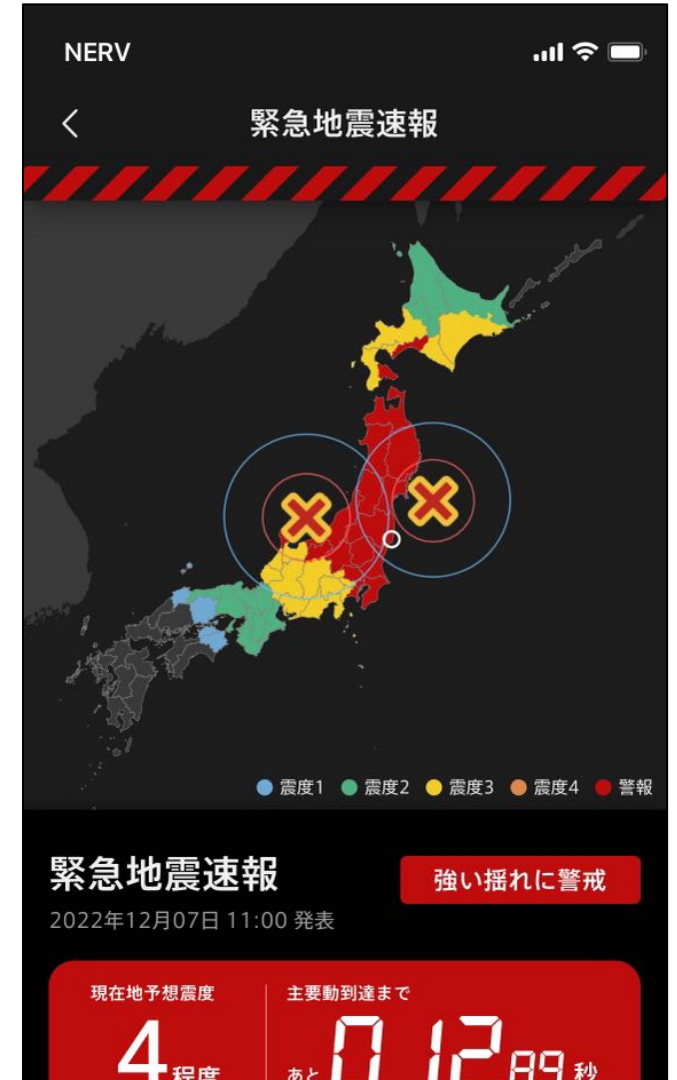 NERV
緊急地震速報
震度1 震度2 震度3 震度4 警報
緊急地震速報
強い揺れに警戒
2022年12月07日 11:00 発表
現在地予想震度
主要動到達まで
4程度
あと 012 89 秒